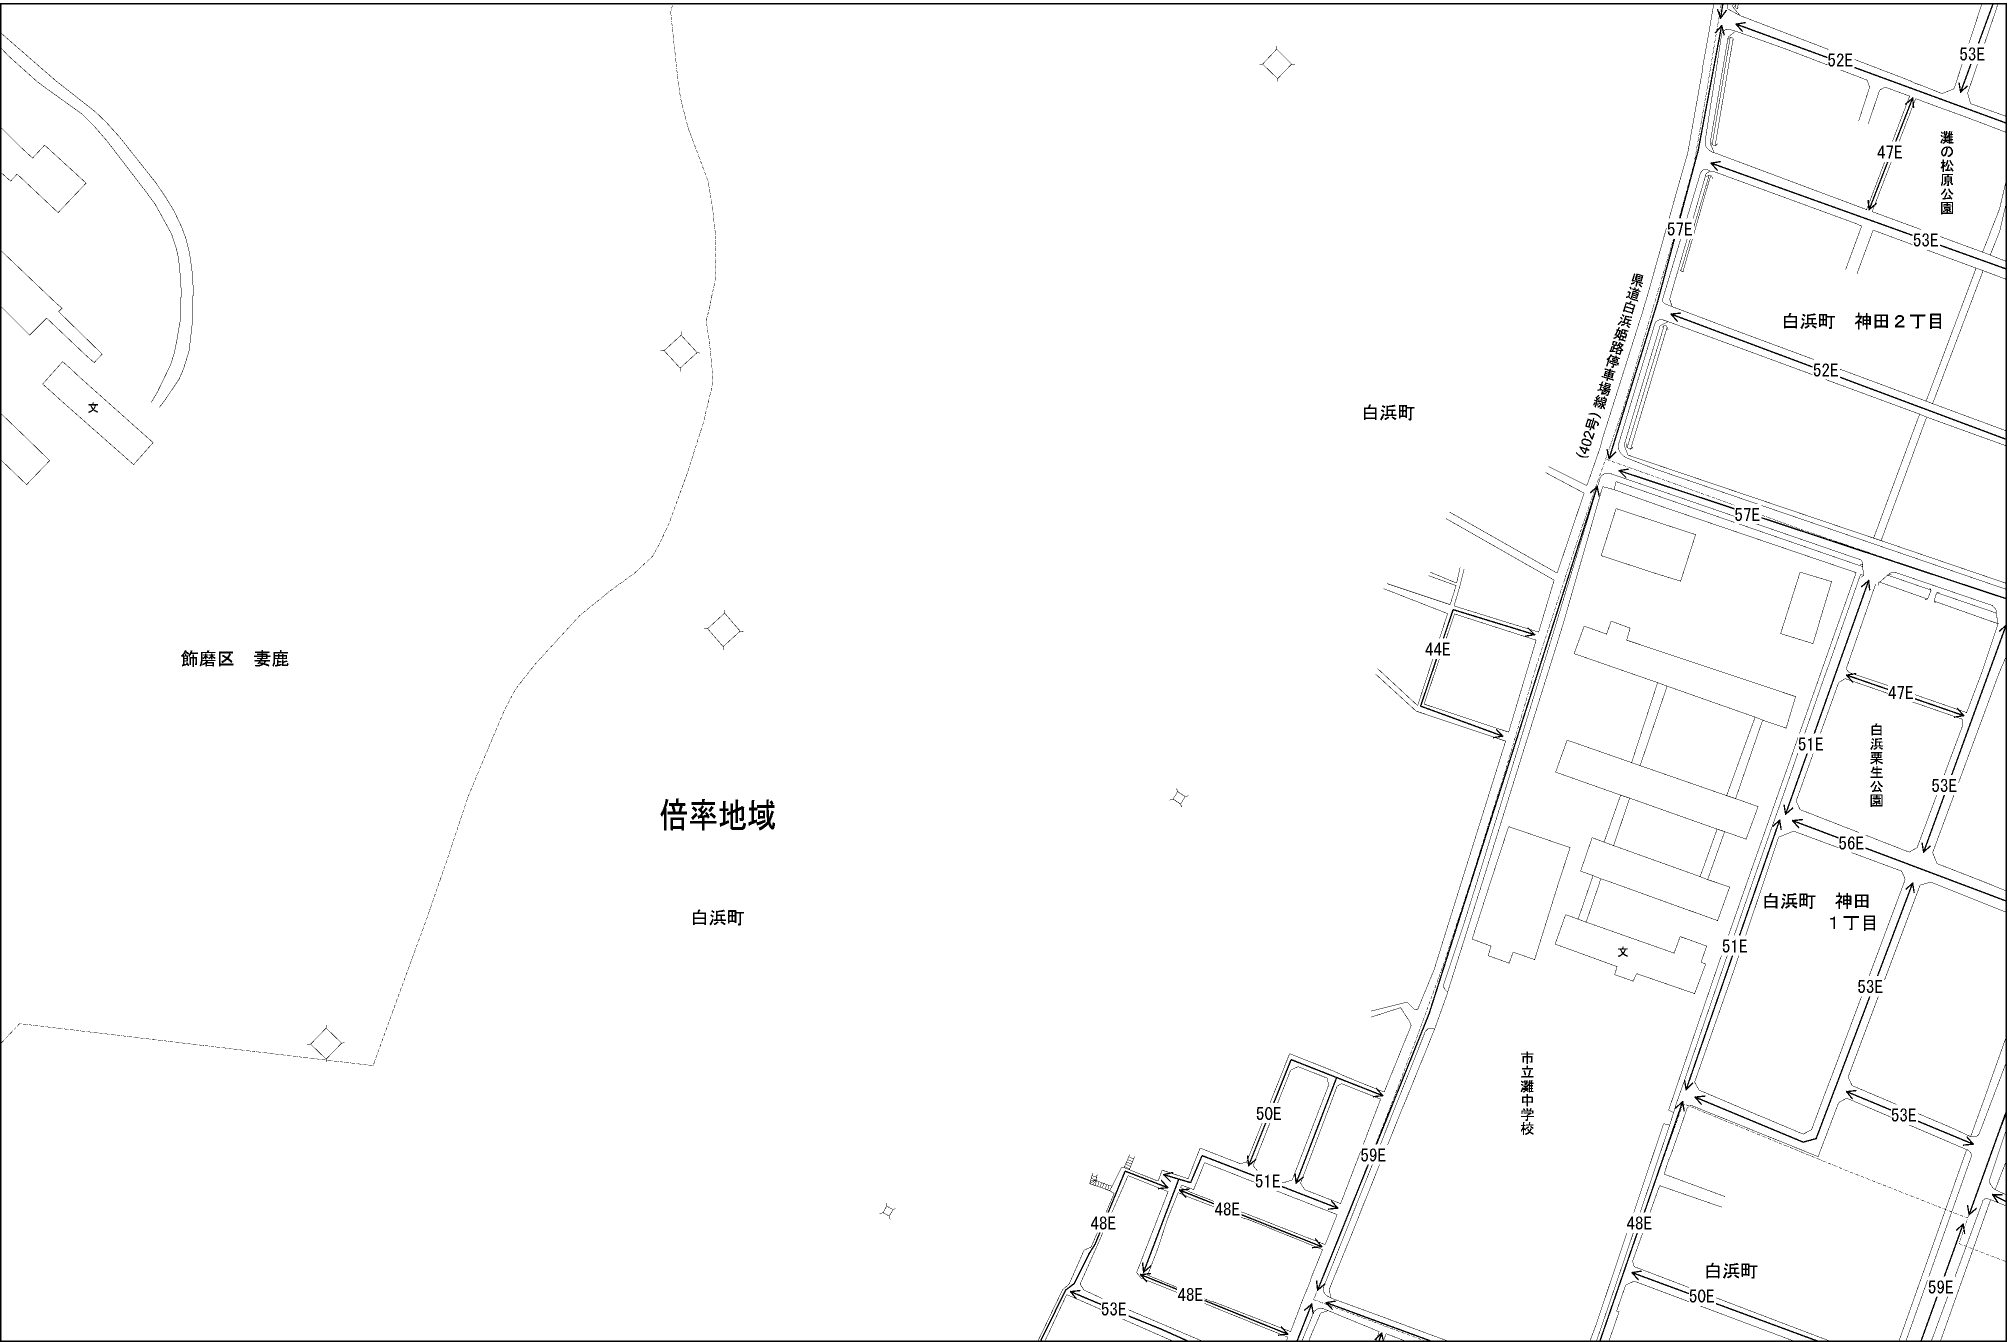 52E
53E
47E
灘の松原公園
57E
53E
県道白浜姫路停車場線
(402号)
白浜町　神田２丁目
52E
文
白浜町
57E
飾磨区　妻鹿
44E
47E
51E
白浜栗生公園
53E
倍率地域
56E
白浜町
白浜町　神田
１丁目
51E
文
53E
市立灘中学校
50E
53E
59E
51E
48E
48E
48E
白浜町
59E
48E
50E
53E